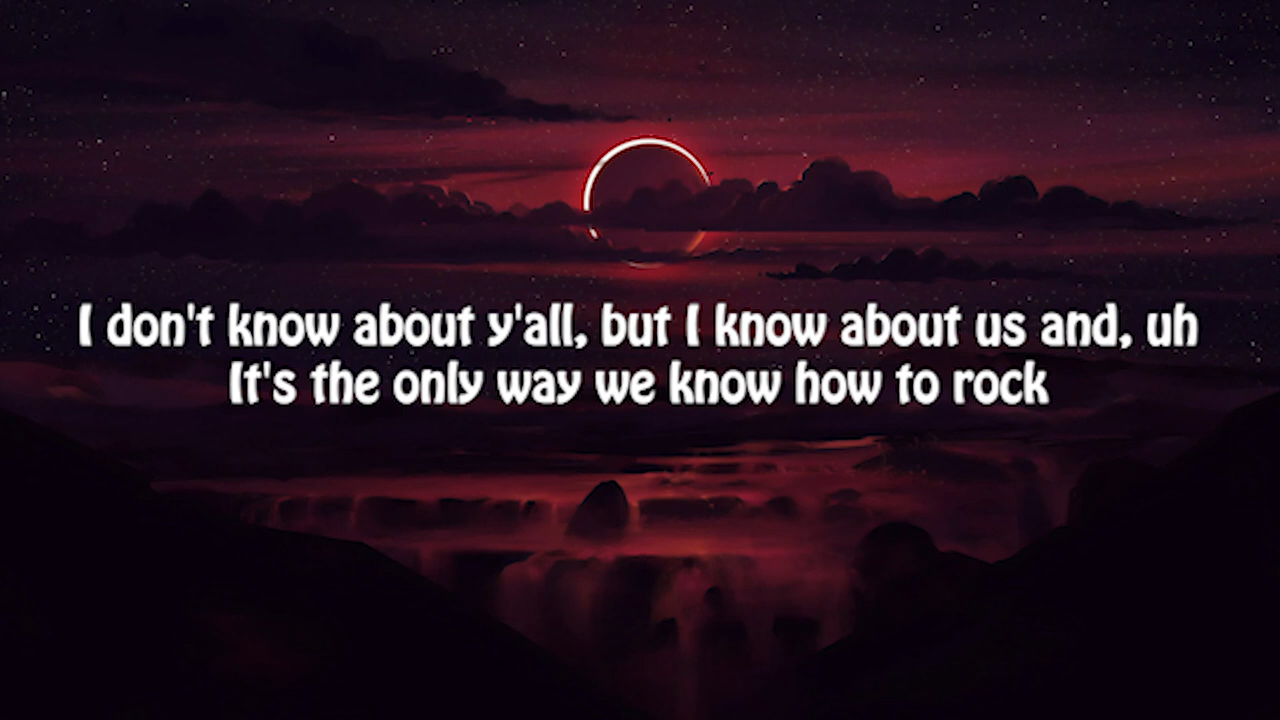 I don't know about y'all, but I know about us and, uh
It's the only way we know how to rock